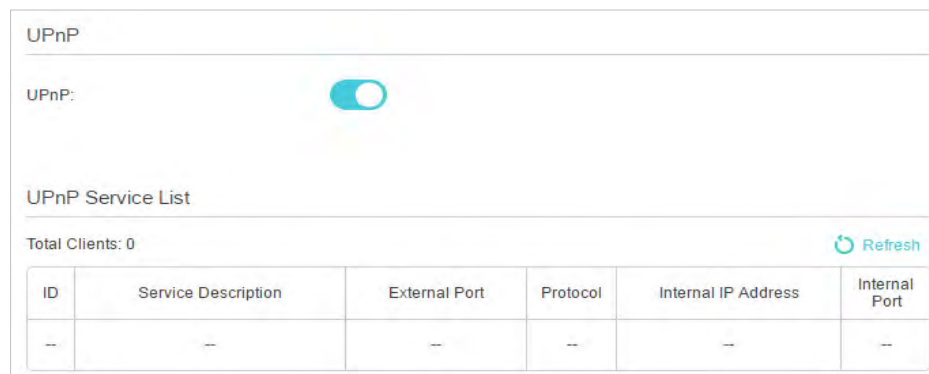 UPnP
UPnP:
UPnP Service List
Total Clients: 0
Refresh
ID Service Description External Port Protocol Internal IP Address Internal Port
-- -- -- -- -- --